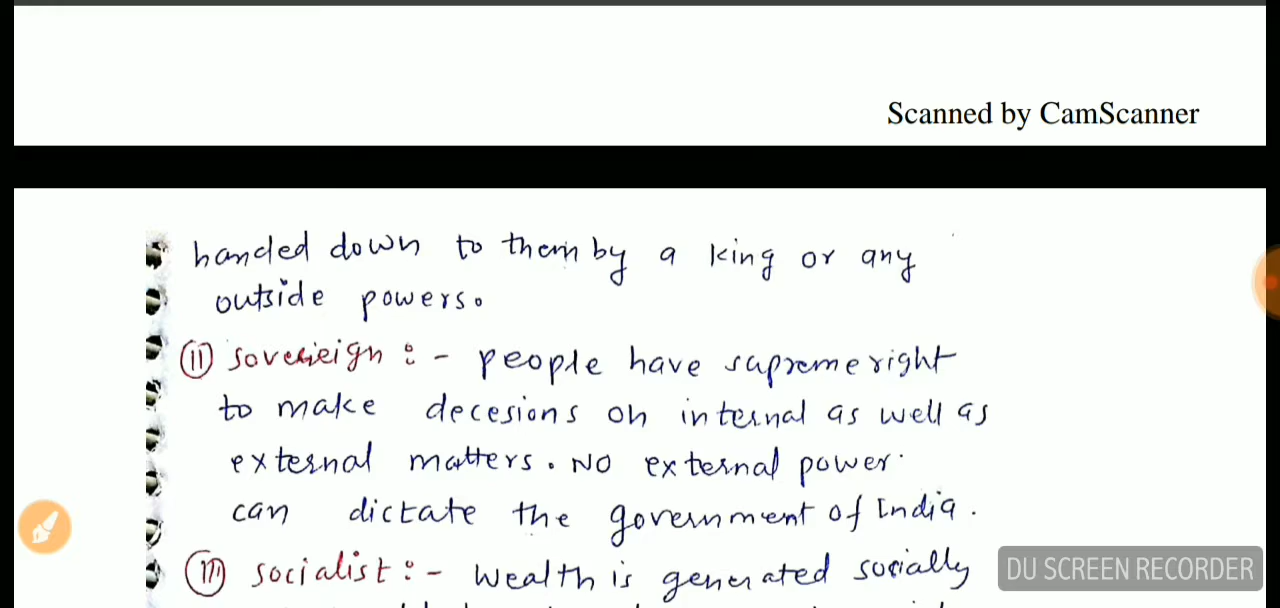 Scanned by CamScanner
handed down to them by a king or any
outside powers.
(II) sovereign :- people have supreme right
to make decesions on internal as well as
external matters. No external power
can dictate the government of India.
(III) socialist :- Wealth is generated socially
DU SCREEN RECORDER